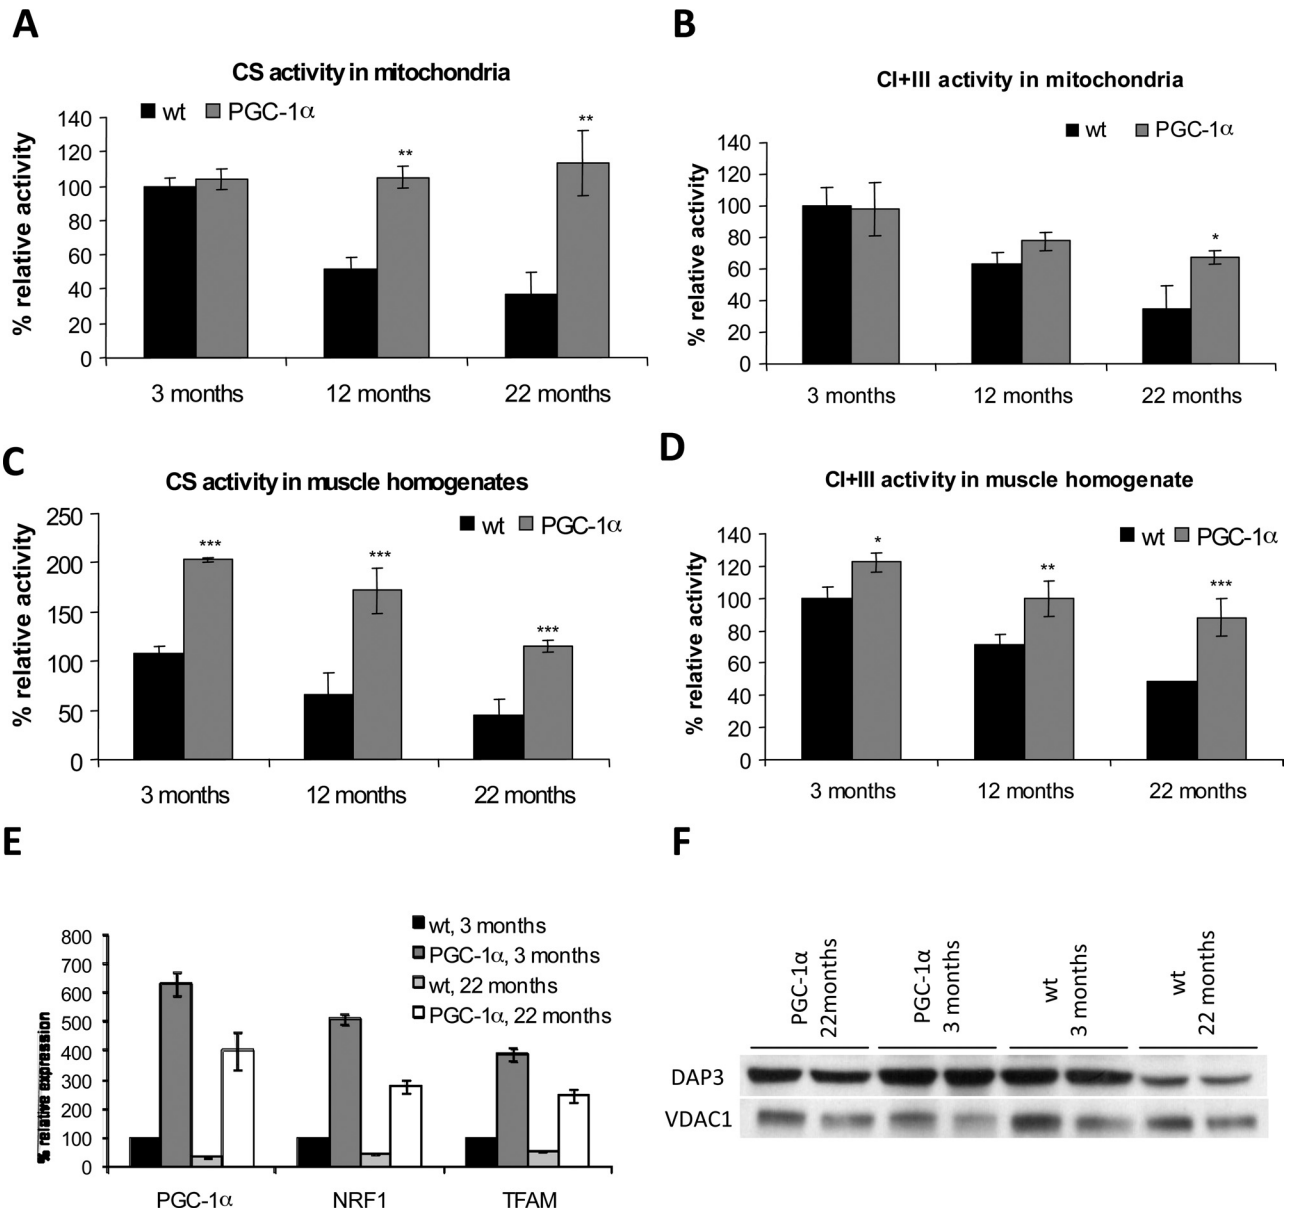 A
CS activity in mitochondria
wt PGC-1α
% relative activity
140
120
100
80
60
40
20
0
**
**
3 months 12 months 22 months
B
CI+III activity in mitochondria
wt PGC-1α
% relative activity
140
120
100
80
60
40
20
0
*
3 months 12 months 22 months
C
CS activity in muscle homogenates
wt PGC-1α
% relative activity
250
200
150
100
50
0
***
***
***
3 months 12 months 22 months
D
CI+III activity in muscle homogenate
wt PGC-1α
% relative activity
140
120
100
80
60
40
20
0
*
**
***
3 months 12 months 22 months
E
wt, 3 months
PGC-1α, 3 months
wt, 22 months
PGC-1α, 22 months
% relative expression
800
700
600
500
400
300
200
100
0
PGC-1α NRF1 TFAM
F
PGC-1α
22months
PGC-1α
3 months
wt
3 months
wt
22 months
DAP3
VDAC1